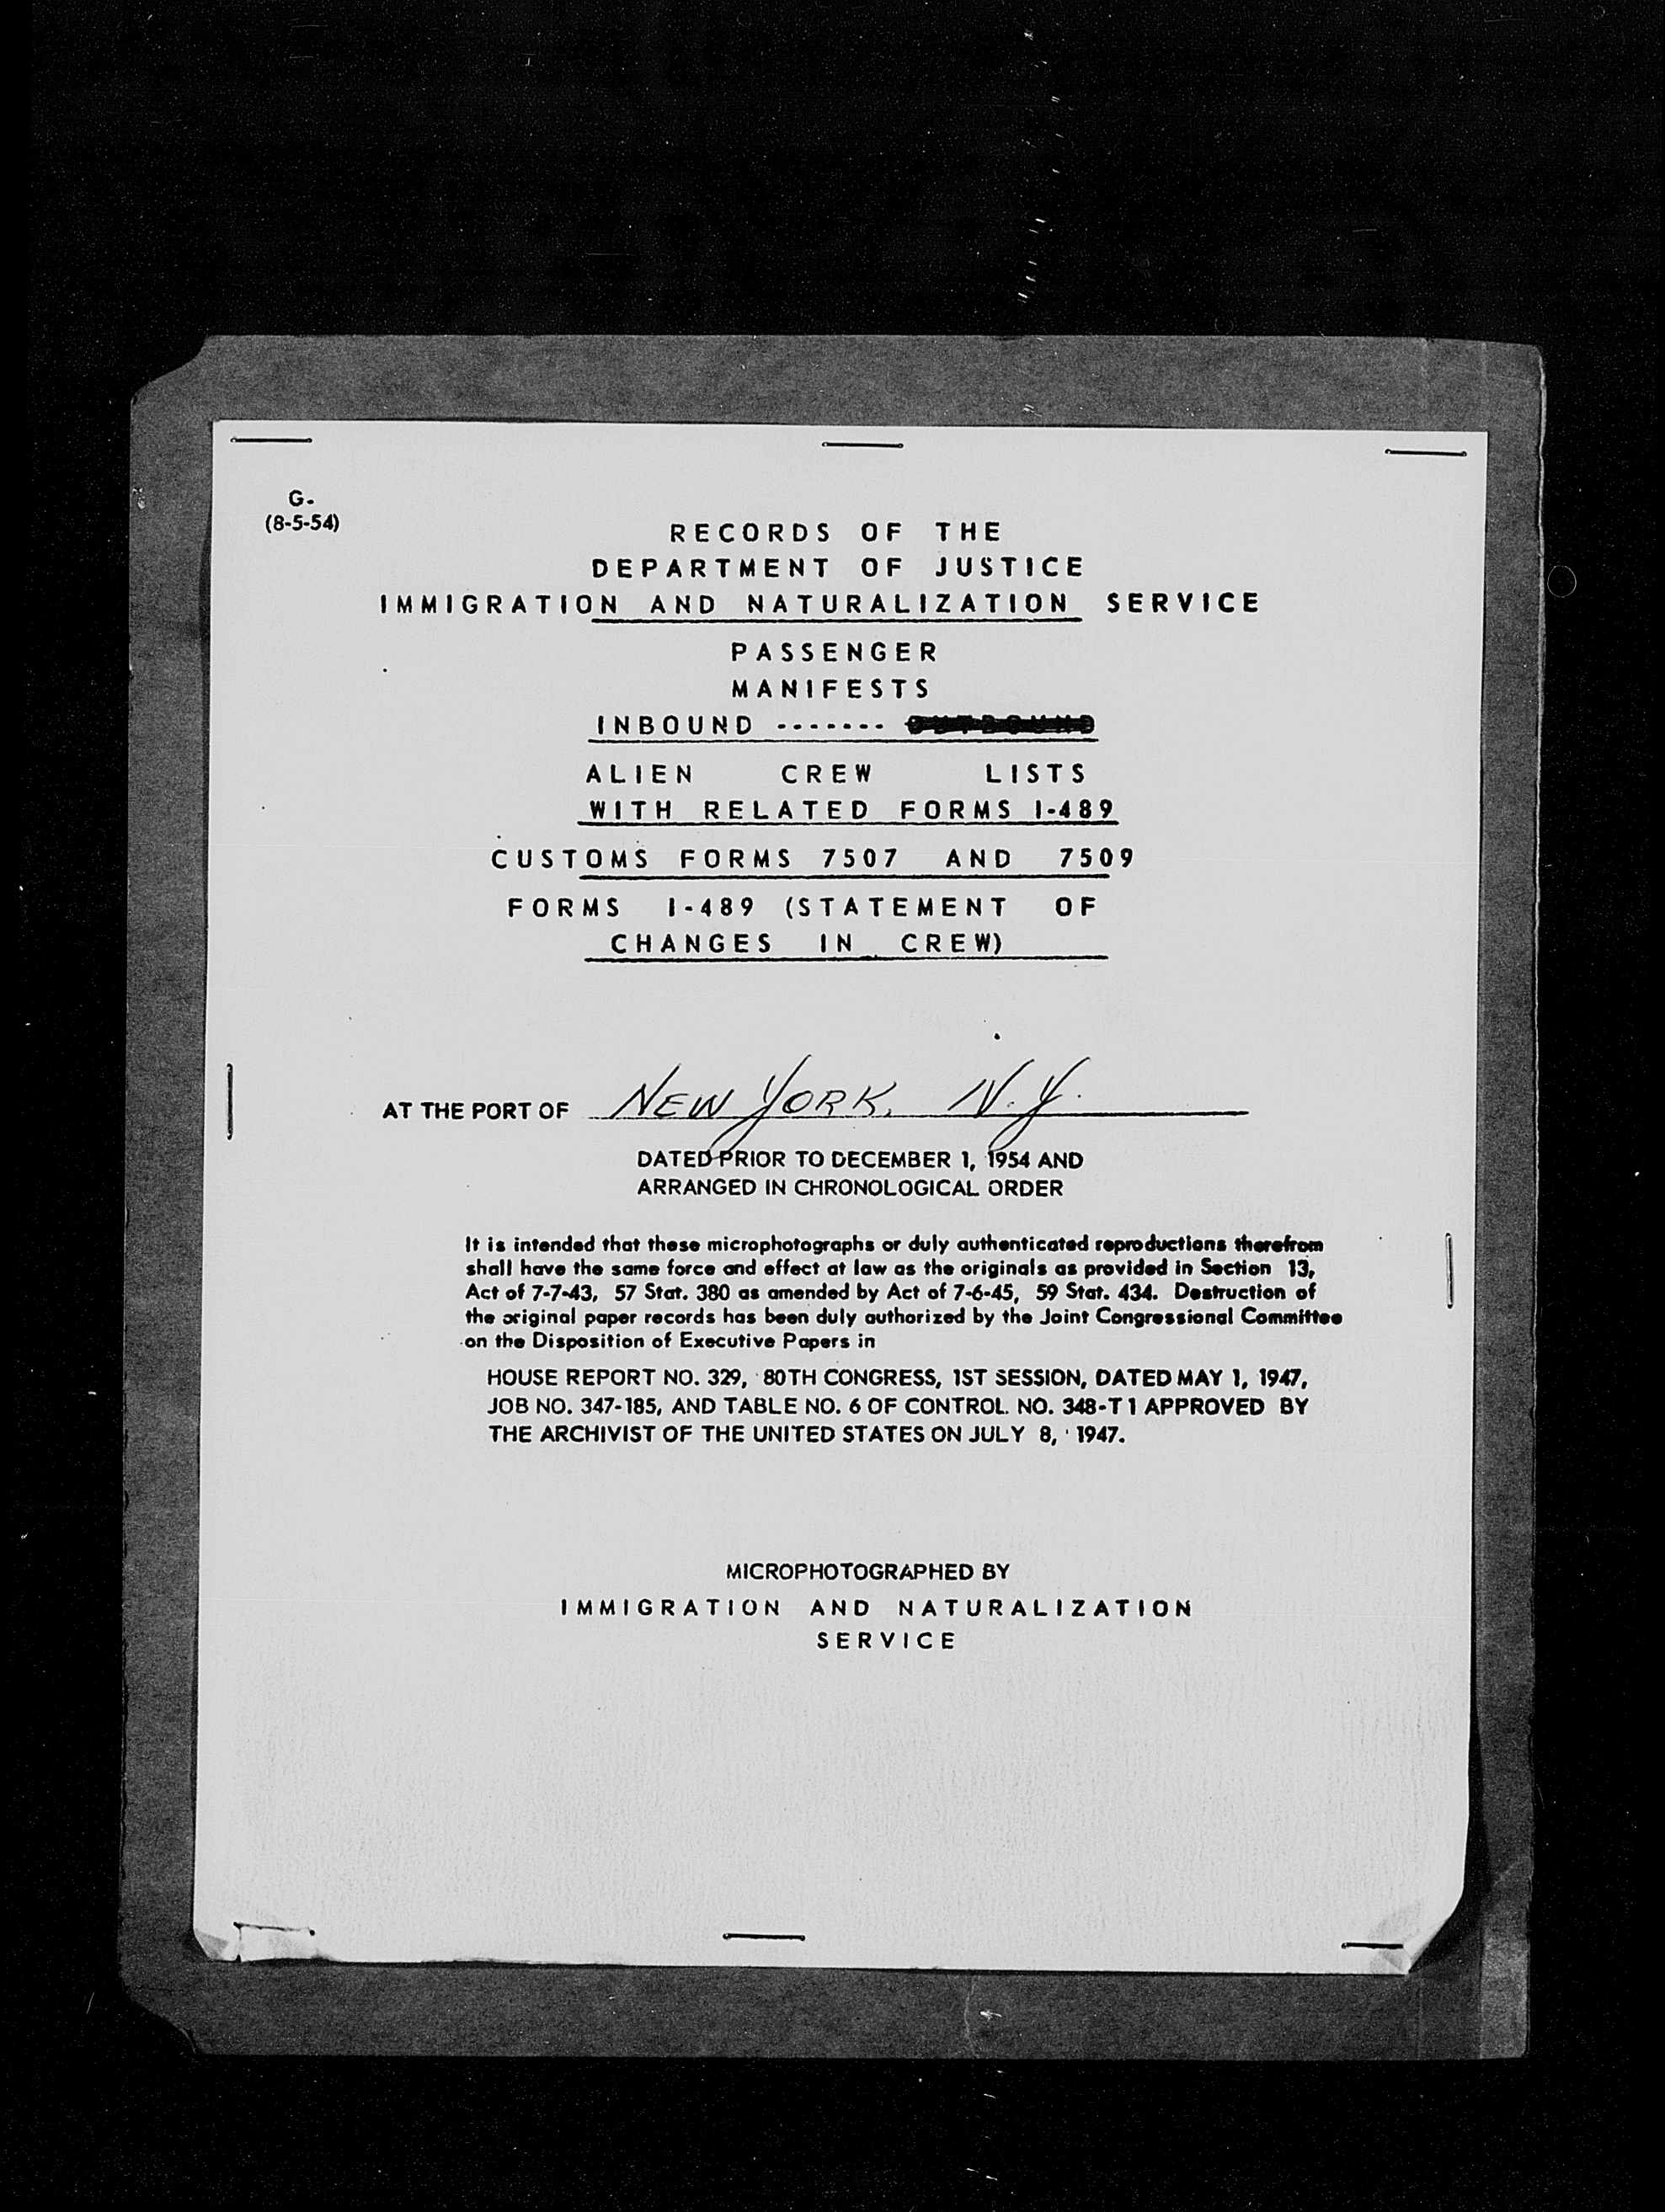 G-
(8-5-54)
RECORDS OF THE
DEPARTMENT OF JUSTICE
IMMIGRATION AND NATURALIZATION SERVICE
PASSENGER
MANIFESTS
INBOUND ------- OUTBOUND
ALIEN CREW LISTS
WITH RELATED FORMS I-489
CUSTOMS FORMS 7507 AND 7509
FORMS I-489 (STATEMENT OF
CHANGES IN CREW)
AT THE PORT OF NEW YORK, N.Y.
DATED PRIOR TO DECEMBER 1, 1954 AND
ARRANGED IN CHRONOLOGICAL ORDER
It is intended that these microphotographs or duly authenticated reproductions therefrom
shall have the same force and effect at law as the originals as provided in Section 13,
Act of 7-7-43, 57 Stat. 380 as amended by Act of 7-6-45, 59 Stat. 434. Destruction of
the original paper records has been duly authorized by the Joint Congressional Committee
on the Disposition of Executive Papers in
HOUSE REPORT NO. 329, 80TH CONGRESS, 1ST SESSION, DATED MAY 1, 1947,
JOB NO. 347-185, AND TABLE NO. 6 OF CONTROL NO. 348-T1 APPROVED BY
THE ARCHIVIST OF THE UNITED STATES ON JULY 8, 1947.
MICROPHOTOGRAPHED BY
IMMIGRATION AND NATURALIZATION
SERVICE